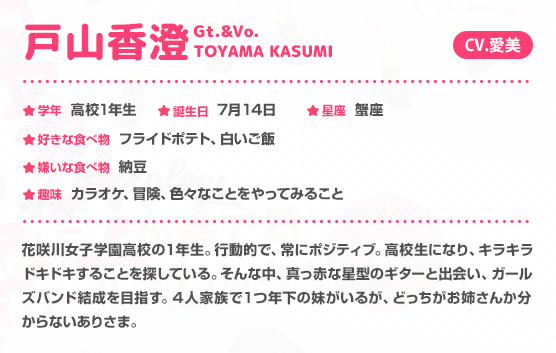 戸山香澄 Gt.&Vo. TOYAMA KASUMI CV.愛美
★学年 高校1年生 ★誕生日 7月14日 ★星座 蟹座
★好きな食べ物 フライドポテト、白いご飯
★嫌いな食べ物 納豆
★趣味 カラオケ、冒険、色々なことをやってみること
花咲川女子学園高校の1年生。行動的で、常にポジティブ。高校生になり、キラキラ
ドキドキすることを探している。そんな中、真っ赤な星型のギターと出会い、ガール
ズバンド結成を目指す。4人家族で1つ年下の妹がいるが、どっちがお姉さんか分
からないありさま。